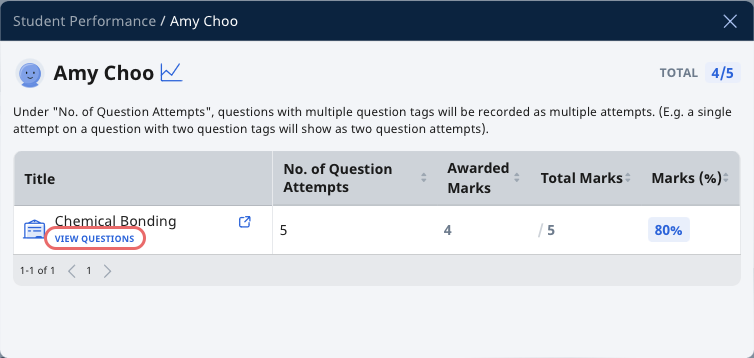 Student Performance / Amy Choo
Amy Choo
TOTAL 4/5
Under "No. of Question Attempts", questions with multiple question tags will be recorded as multiple attempts. (E.g. a single
attempt on a question with two question tags will show as two question attempts).
Title
No. of Question
Attempts
Awarded
Marks
Total Marks
Marks (%)
Chemical Bonding
VIEW QUESTIONS
5
4
/ 5
80%
1-1 of 1
1